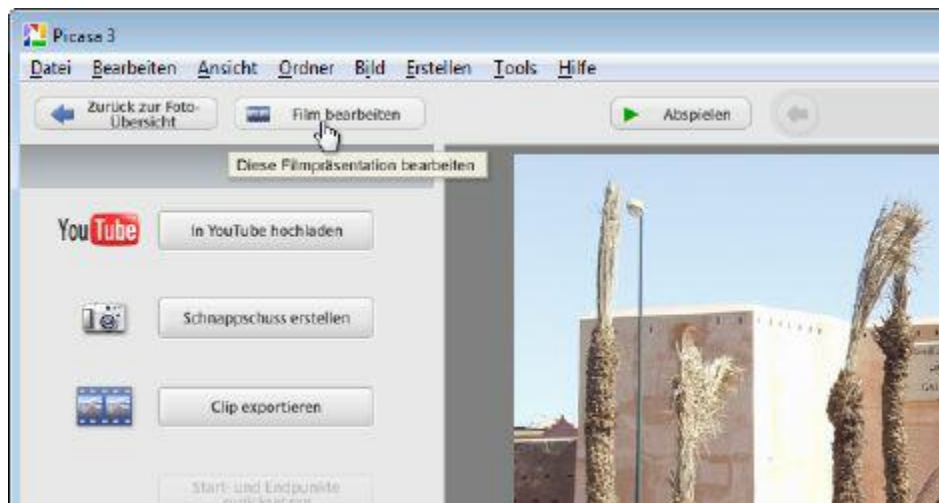 Picasa 3
Datei Bearbeiten Ansicht Ordner Bild Erstellen Tools Hilfe
Zurück zur Foto-
Übersicht
Film bearbeiten
Abspielen
Diese Filmpräsentation bearbeiten
YouTube
In YouTube hochladen
Schnappschuss erstellen
Clip exportieren
Start- und Endpunkte